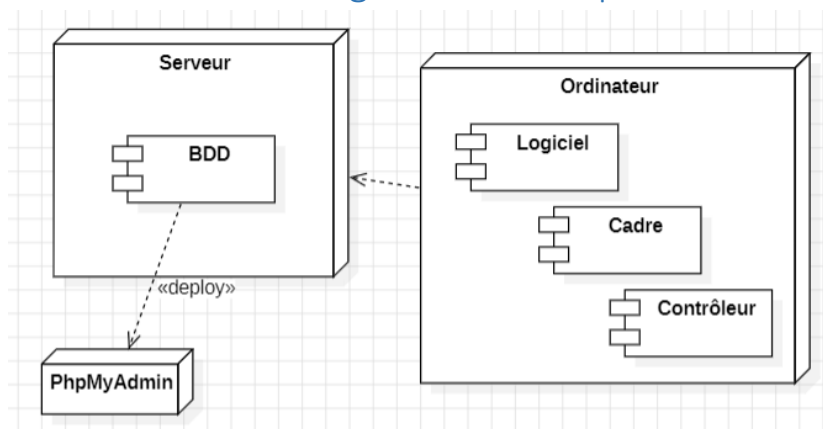 Serveur
BDD
«deploy»
PhpMyAdmin
Ordinateur
Logiciel
Cadre
Contrôleur